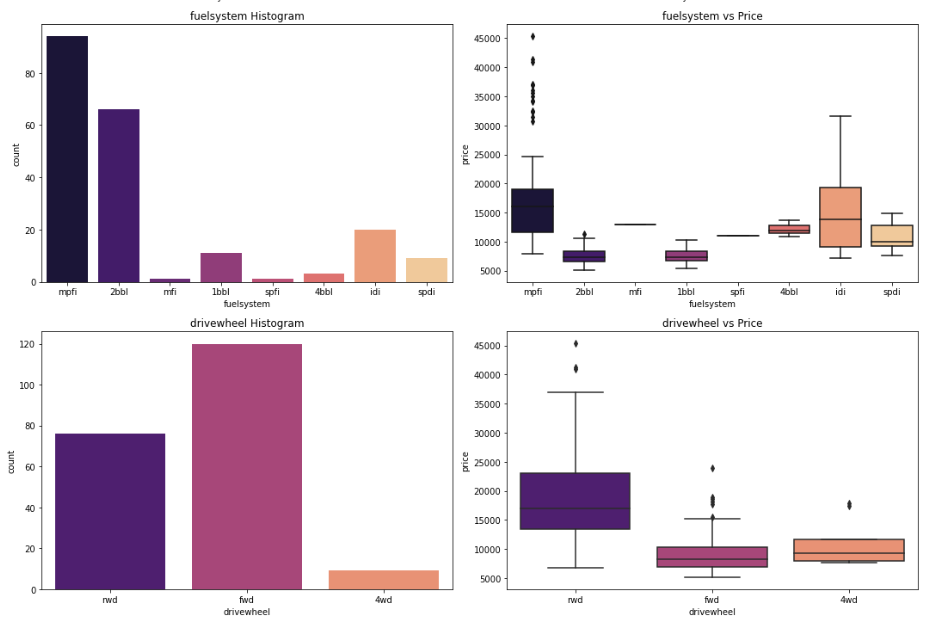 fuelsystem Histogram
count
80
60
40
20
0
mpfi 2bbl mfi 1bbl spfi 4bbl idi spdi
fuelsystem
fuelsystem vs Price
price
45000
40000
35000
30000
25000
20000
15000
10000
5000
mpfi 2bbl mfi 1bbl spfi 4bbl idi spdi
fuelsystem
drivewheel Histogram
count
120
100
80
60
40
20
0
rwd fwd 4wd
drivewheel
drivewheel vs Price
price
45000
40000
35000
30000
25000
20000
15000
10000
5000
rwd fwd 4wd
drivewheel